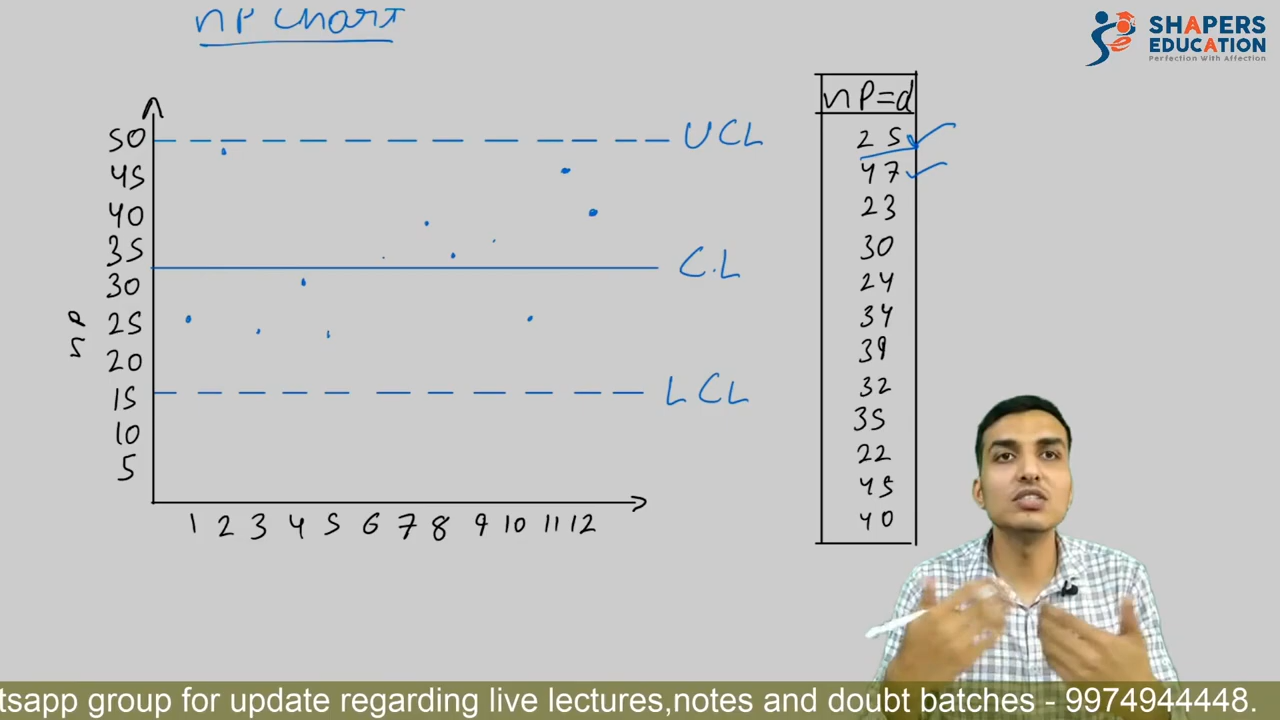 nP Chart
SHAPERS
EDUCATION
Perfection With Affection
50
45
40
35
30
25
20
15
10
5
nP
UCL
C.L
LCL
1 2 3 4 5 6 7 8 9 10 11 12
nP=d
25
47
23
30
24
34
39
32
35
22
45
40
tsapp group for update regarding live lectures,notes and doubt batches - 9974944448.